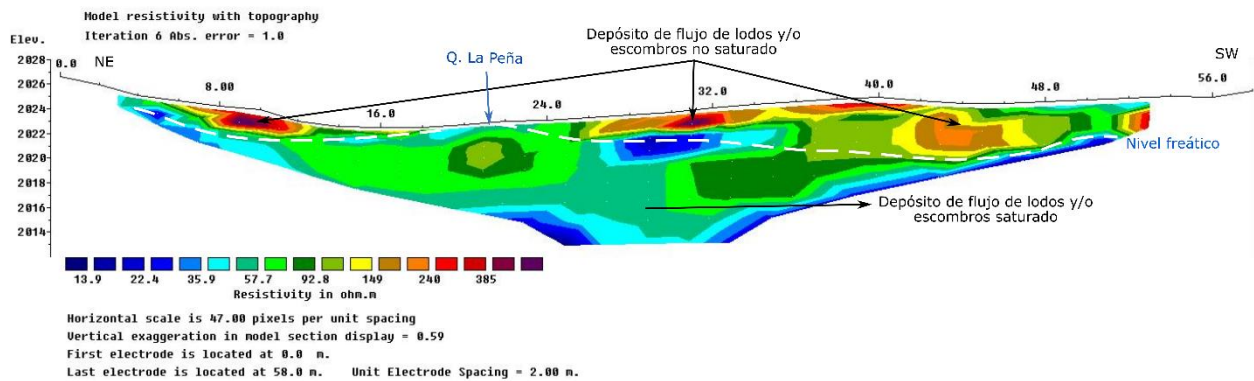 Model resistivity with topography
Iteration 6 Abs. error = 1.0
Depósito de flujo de lodos y/o
escombros no saturado
Elev.
NE
Q. La Peña
SW
0.0
8.00
16.0
24.0
32.0
40.0
48.0
56.0
2028
2026
2024
2022
2020
2018
2016
2014
Nivel freático
Depósito de flujo de lodos y/o
escombros saturado
13.9 22.4 35.9 57.7 92.8 149 240 385
Resistivity in ohm.m
Horizontal scale is 47.00 pixels per unit spacing
Vertical exaggeration in model section display = 0.59
First electrode is located at 0.0 m.
Last electrode is located at 58.0 m. Unit Electrode Spacing = 2.00 m.